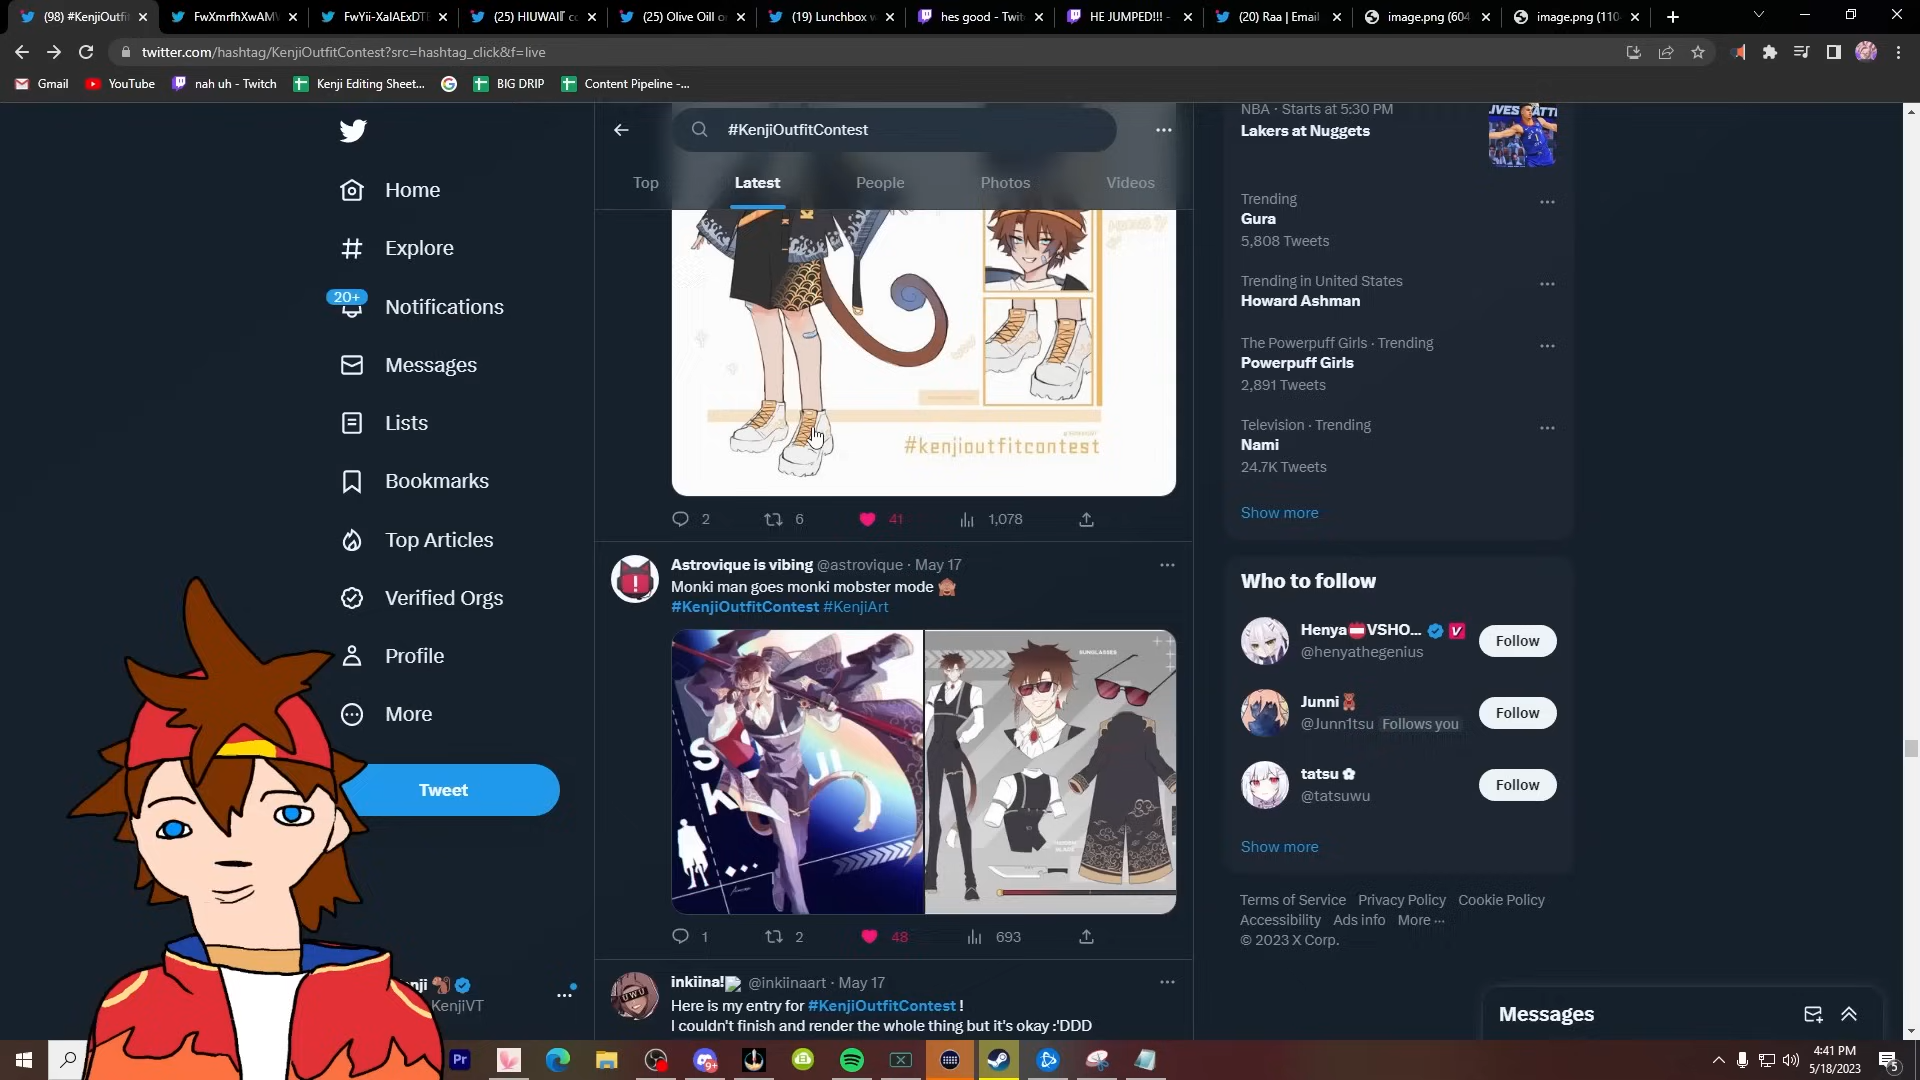 (98) #KenjiOutfi
FwXmrfhXwAM
FwYii-XaIAExDT
(25) HIUWAI
(25) Olive Oill o
(19) Lunchbox
hes good - Twit
HE JUMPED!!! -
(20) Raa | Email
image.png (604
image.png (110
twitter.com/hashtag/KenjiOutfitContest?src=hashtag_click&f=live
Gmail
YouTube
nah uh - Twitch
Kenji Editing Sheet...
BIG DRIP
Content Pipeline -...
#KenjiOutfitContest
Top
Latest
People
Photos
Videos
Home
Explore
20+
Notifications
Messages
Lists
Bookmarks
Top Articles
Verified Orgs
Profile
More
Tweet
nji
KenjiVT
#kenjioutfitcontest
2
6
41
1,078
Astrovique is vibing @astrovique · May 17
Monki man goes monki mobster mode 🙈
#KenjiOutfitContest #KenjiArt
SUNGLASSES
1
2
48
693
UWU
inkiina! @inkiinaart · May 17
Here is my entry for #KenjiOutfitContest !
I couldn't finish and render the whole thing but it's okay :'DDD
NBA · Starts at 5:30 PM
Lakers at Nuggets
Trending
Gura
5,808 Tweets
Trending in United States
Howard Ashman
The Powerpuff Girls · Trending
Powerpuff Girls
2,891 Tweets
Television · Trending
Nami
24.7K Tweets
Show more
Who to follow
Henya VSHO...
@henyathegenius
Follow
Junni🧸
@Junn1tsu Follows you
Follow
tatsu ✿
@tatsuwu
Follow
Show more
Terms of Service Privacy Policy Cookie Policy
Accessibility Ads info More ···
© 2023 X Corp.
Messages
Pr
9+
4:41 PM
5/18/2023
5